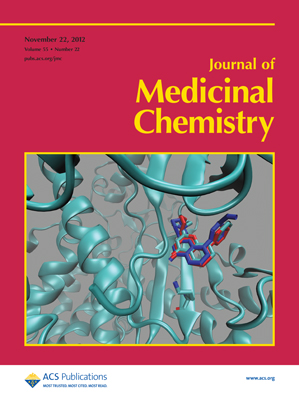 November 22, 2012
Volume 55 • Number 22
pubs.acs.org/jmc
Journal of
Medicinal
Chemistry
ACS Publications
MOST TRUSTED. MOST CITED. MOST READ.
www.acs.org